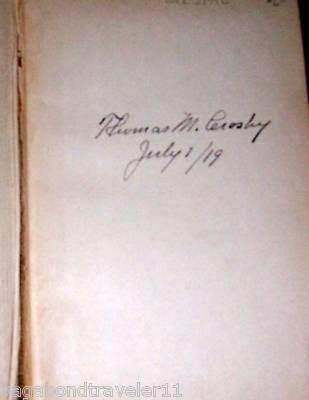 Thomas M. Crosby
July 1/19
vagabondtraveler11